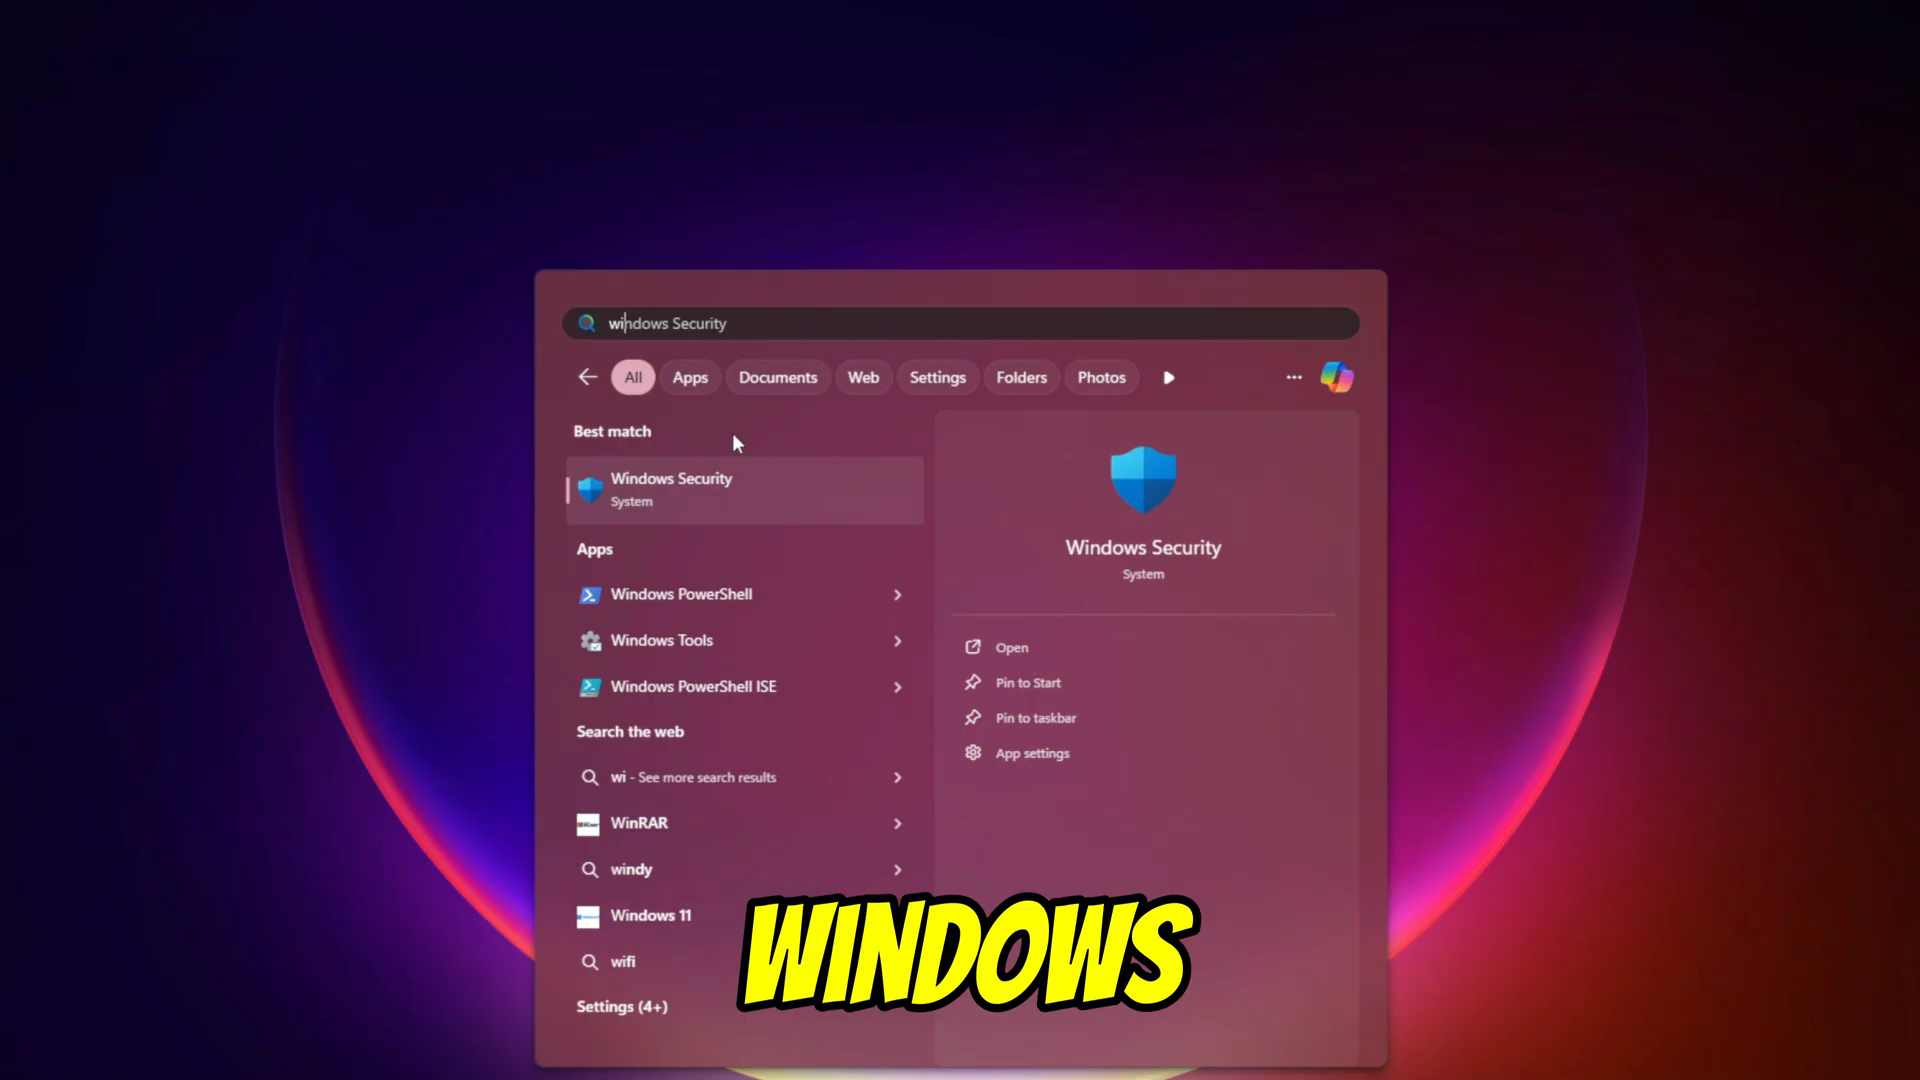 windows Security
All Apps Documents Web Settings Folders Photos
Best match
Windows Security
System
Apps
Windows PowerShell
Windows Tools
Windows PowerShell ISE
Search the web
wi - See more search results
WinRAR
windy
Windows 11
wifi
Settings (4+)
Windows Security
System
Open
Pin to Start
Pin to taskbar
App settings
WINDOWS